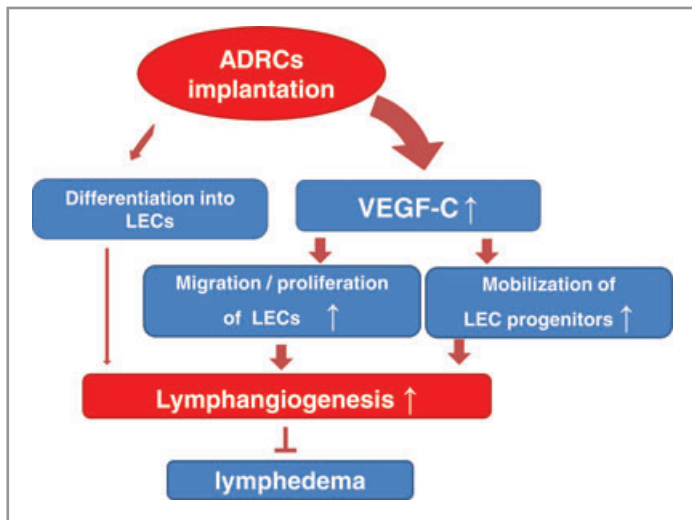 ADRCs
implantation
Differentiation into
LECs
VEGF-C ↑
Migration / proliferation
of LECs ↑
Mobilization of
LEC progenitors ↑
Lymphangiogenesis ↑
lymphedema